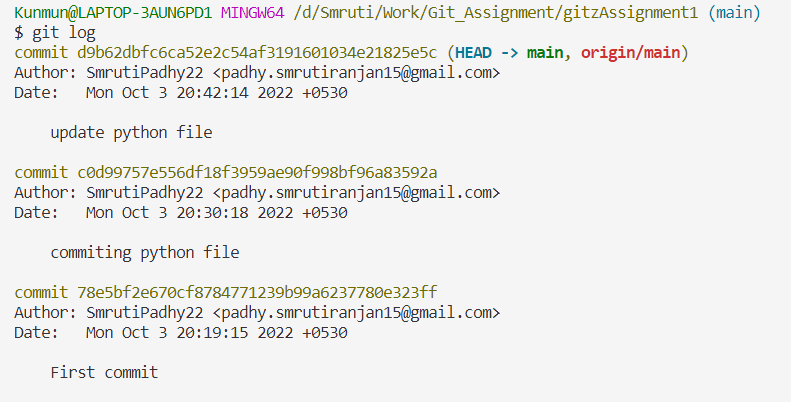 Kunmun@LAPTOP-3AUN6PD1 MINGW64 /d/Smruti/Work/Git_Assignment/gitzAssignment1 (main)
$ git log
commit d9b62dbfc6ca52e2c54af3191601034e21825e5c (HEAD -> main, origin/main)
Author: SmrutiPadhy22 <padhy.smrutiranjan15@gmail.com>
Date:   Mon Oct 3 20:42:14 2022 +0530

    update python file

commit c0d99757e556df18f3959ae90f998bf96a83592a
Author: SmrutiPadhy22 <padhy.smrutiranjan15@gmail.com>
Date:   Mon Oct 3 20:30:18 2022 +0530

    commiting python file

commit 78e5bf2e670cf8784771239b99a6237780e323ff
Author: SmrutiPadhy22 <padhy.smrutiranjan15@gmail.com>
Date:   Mon Oct 3 20:19:15 2022 +0530

    First commit